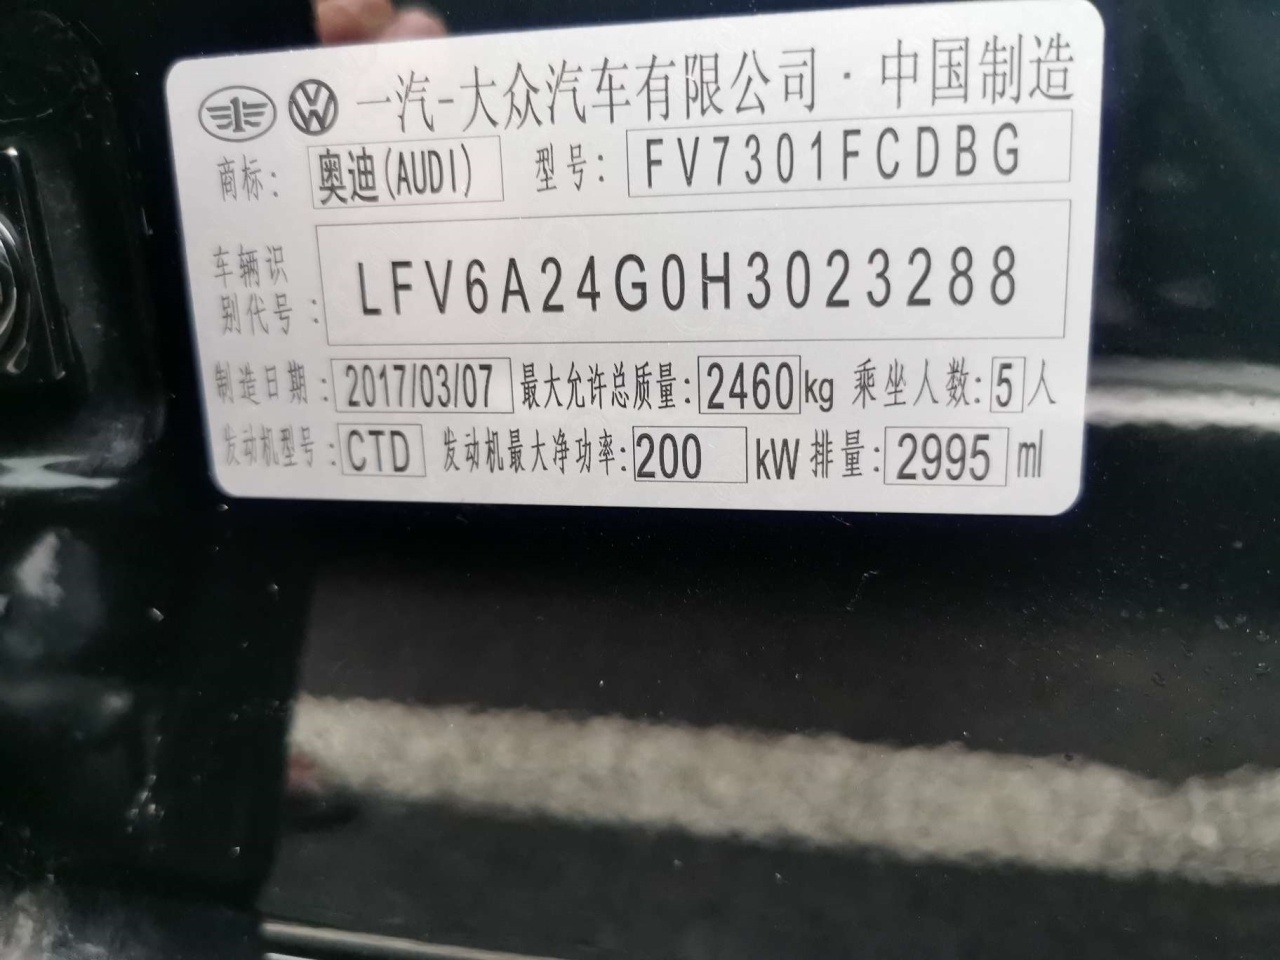 一汽-大众汽车有限公司·中国制造
商标: 奥迪(AUDI) 型号: FV7301FCDBG
车辆识
别代号: LFV6A24G0H3023288
制造日期: 2017/03/07 最大允许总质量: 2460kg 乘坐人数: 5人
发动机型号: CTD 发动机最大净功率: 200 kW 排量: 2995 ml